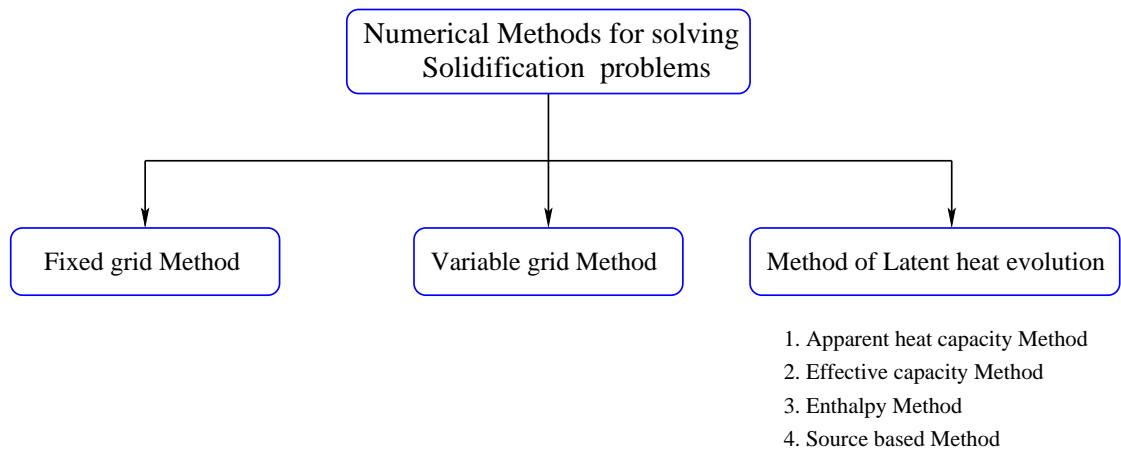 Numerical Methods for solving
Solidification problems
Fixed grid Method
Variable grid Method
Method of Latent heat evolution
1. Apparent heat capacity Method
2. Effective capacity Method
3. Enthalpy Method
4. Source based Method